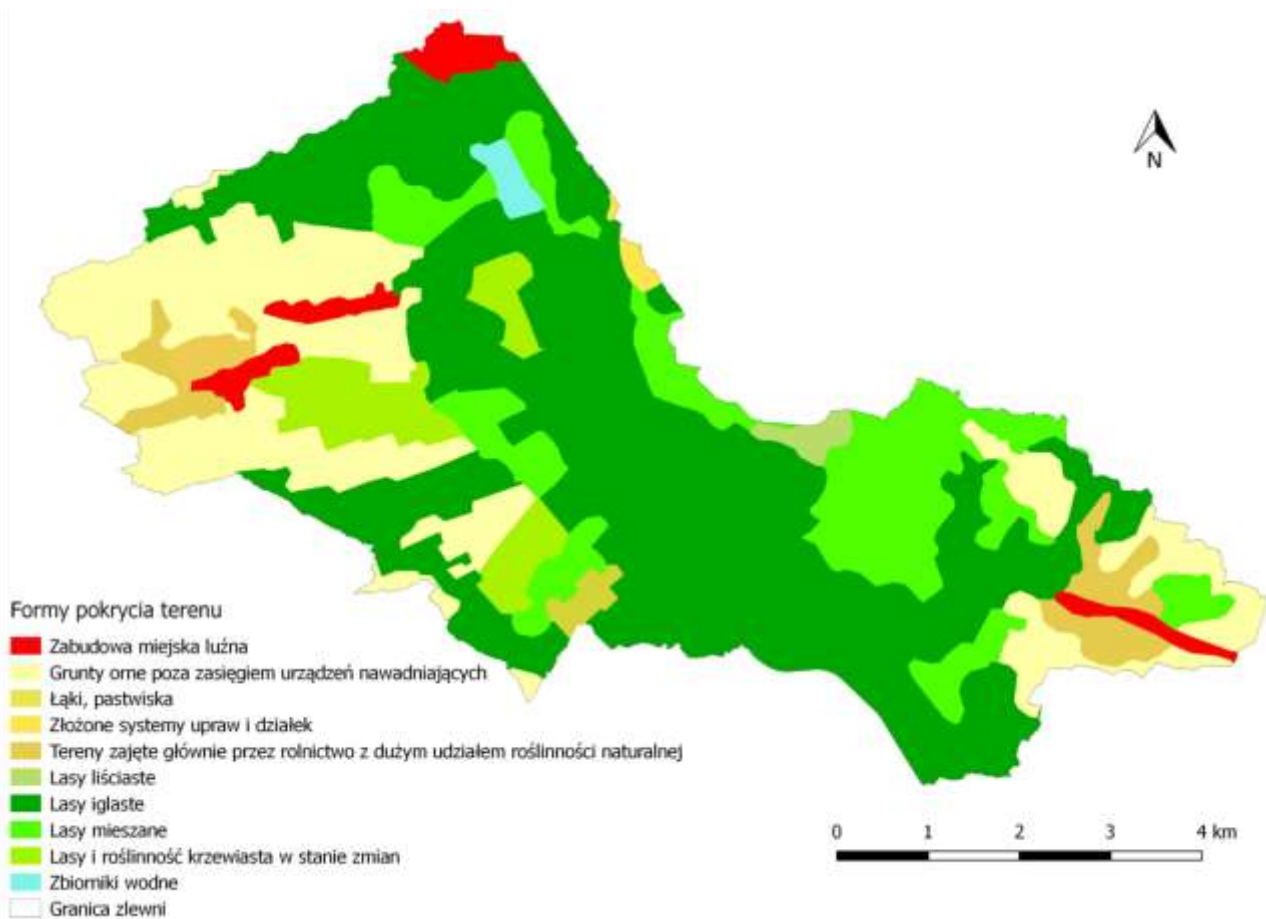 N
Formy pokrycia terenu
Zabudowa miejska luźna
Grunty orne poza zasięgiem urządzeń nawadniających
Łąki, pastwiska
Złożone systemy upraw i działek
Tereny zajęte głównie przez rolnictwo z dużym udziałem roślinności naturalnej
Lasy liściaste
Lasy iglaste
Lasy mieszane
Lasy i roślinność krzewiasta w stanie zmian
Zbiorniki wodne
Granica zlewni
0 1 2 3 4 km